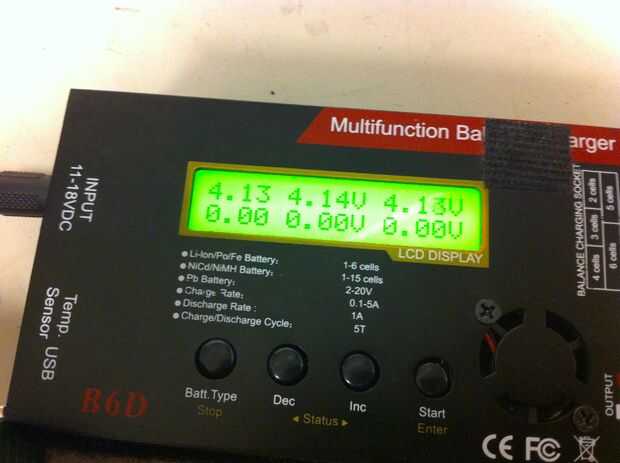 Multifunction Ba
arger
INPUT
11-18VDC
4.13 4.14V 4.13V
0.00 0.00V 0.00V
LCD DISPLAY
BALANCE CHARGING SOCKET
2 cells
3 cells
4 cells
5 cells
6 cells
Li-Ion/Po/Fe Battery: 1-6 cells
NiCd/NiMH Battery: 1-15 cells
Pb Battery: 2-20V
Charge Rate: 0.1-5A
Discharge Rate : 1A
Charge/Discharge Cycle: 5T
Temp. USB
Sensor
B6D
Batt.Type
Stop
Dec
Inc
◄ Status ►
Start
Enter
OUTPUT
CE FC